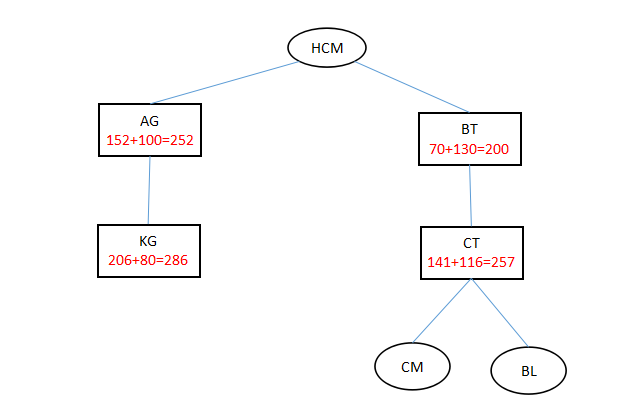 HCM
AG
152+100=252
BT
70+130=200
KG
206+80=286
CT
141+116=257
CM
BL